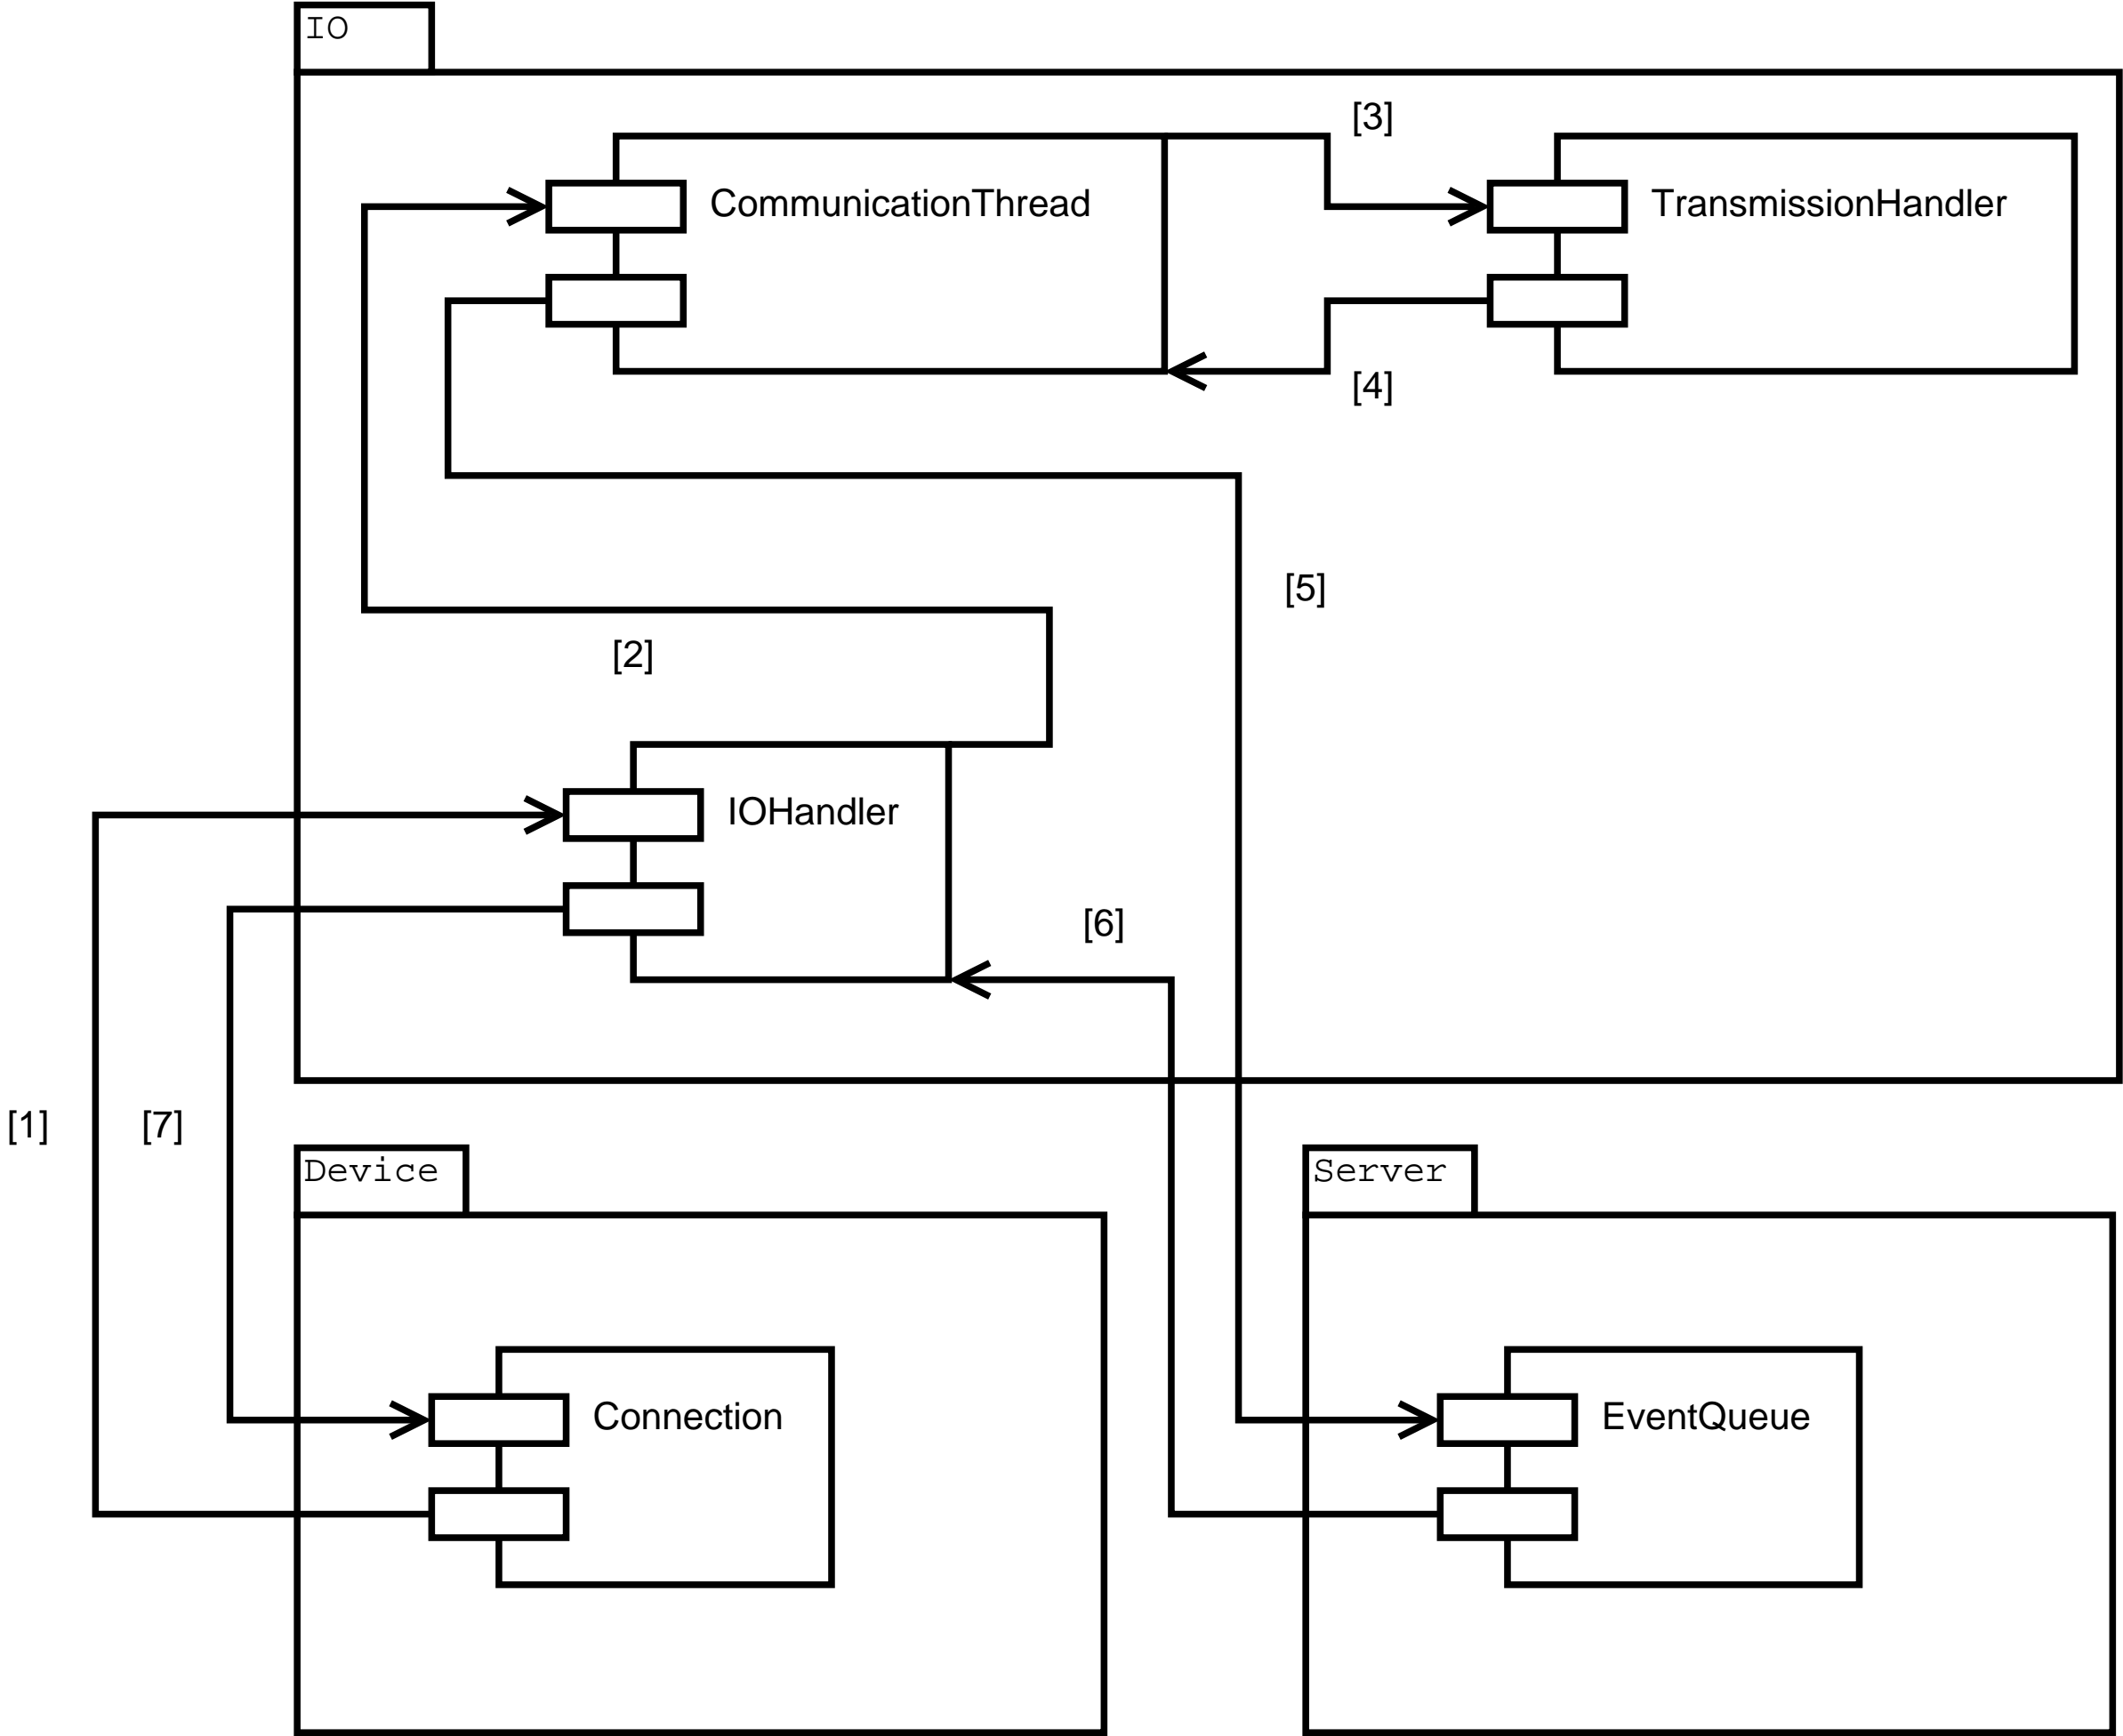 IO
[3]
CommunicationThread
TransmissionHandler
[4]
[5]
[2]
IOHandler
[6]
[1]
[7]
Device
Server
Connection
EventQueue